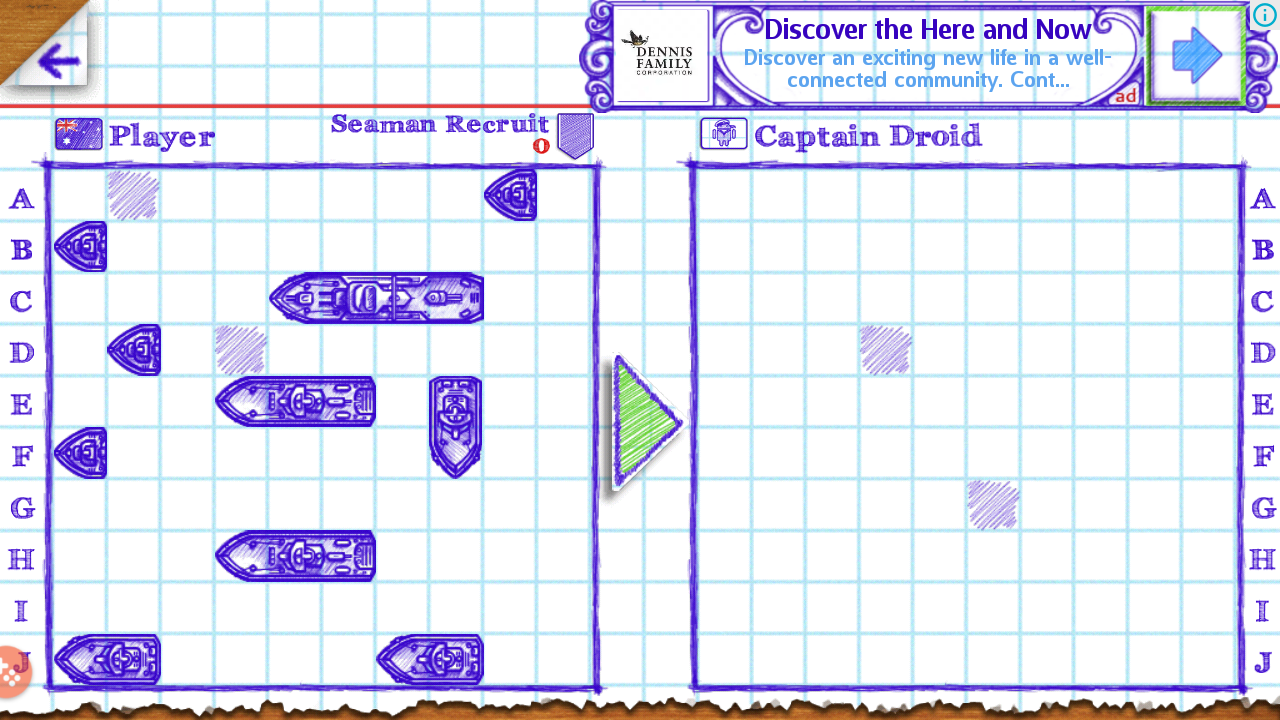 DENNIS
FAMILY
CORPORATION
Discover the Here and Now
Discover an exciting new life in a well-
connected community. Cont...
ad
Player
Seaman Recruit
0
Captain Droid
A
B
C
D
E
F
G
H
I
J
A
B
C
D
E
F
G
H
I
J